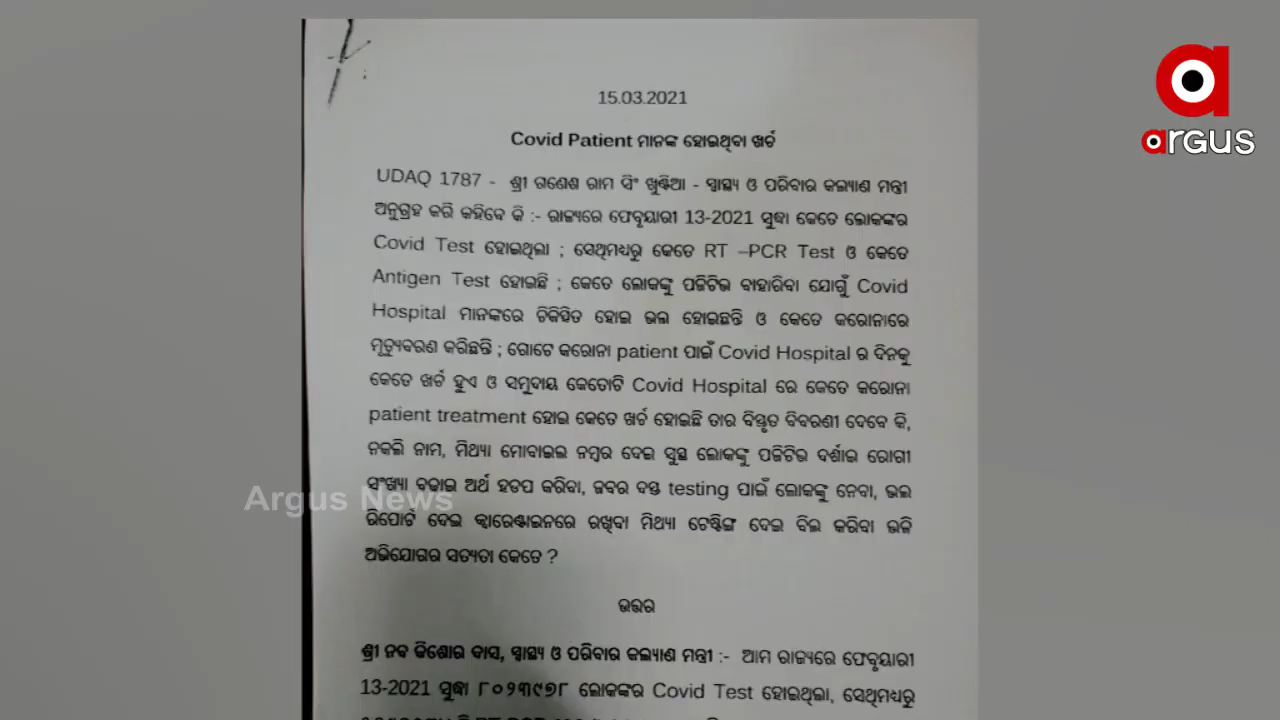 15.03.2021
Covid Patient ମାନଙ୍କ ହୋଇଥିବା ଖର୍ଚ୍ଚ
UDAQ 1787 - ଶ୍ରୀ ଗଣେଶ ରାମ ସିଂ ଖୁଣ୍ଟିଆ - ସ୍ୱାସ୍ଥ୍ୟ ଓ ପରିବାର କଲ୍ୟାଣ ମନ୍ତ୍ରୀ
ଅନୁଗ୍ରହ କରି କହିବେ କି :- ରାଜ୍ୟରେ ଫେବୃୟାରୀ 13-2021 ସୁଦ୍ଧା କେତେ ଲୋକଙ୍କର
Covid Test ହୋଇଥିଲା ; ସେଥିମଧ୍ୟରୁ କେତେ RT –PCR Test ଓ କେତେ
Antigen Test ହୋଇଛି ; କେତେ ଲୋକଙ୍କୁ ପଜିଟିଭ ବାହାରିବା ଯୋଗୁଁ Covid
Hospital ମାନଙ୍କରେ ଚିକିସିତ ହୋଇ ଭଲ ହୋଇଛନ୍ତି ଓ କେତେ କରୋନାରେ
ମୃତ୍ୟୁବରଣ କରିଛନ୍ତି ; ଗୋଟେ କରୋନା patient ପାଇଁ Covid Hospital ର ଦିନକୁ
କେତେ ଖର୍ଚ୍ଚ ହୁଏ ଓ ସମୁଦାୟ କେତୋଟି Covid Hospital ରେ କେତେ କରୋନା
patient treatment ହୋଇ କେତେ ଖର୍ଚ୍ଚ ହୋଇଛି ତାର ବିସ୍ତୃତ ବିବରଣୀ ଦେବେ କି,
ନକଲି ନାମ, ମିଥ୍ୟା ମୋବାଇଲ ନମ୍ବର ଦେଇ ସୁସ୍ଥ ଲୋକଙ୍କୁ ପଜିଟିଭ ଦର୍ଶାଇ ରୋଗୀ
ସଂଖ୍ୟା ବଢାଇ ଅର୍ଥ ହଡପ କରିବା, ଜବର ଦସ୍ତ testing ପାଇଁ ଲୋକଙ୍କୁ ନେବା, ଭଲ
ରିପୋର୍ଟ ଦେଇ କ୍ୱାରେଣ୍ଟାଇନରେ ରଖିବା ମିଥ୍ୟା ଟେଷ୍ଟିଙ୍ଗ ଦେଇ ବିଲ କରିବା ଭଳି
ଅଭିଯୋଗର ସତ୍ୟତା କେତେ ?
ଉତ୍ତର
ଶ୍ରୀ ନବ କିଶୋର ଦାସ, ସ୍ୱାସ୍ଥ୍ୟ ଓ ପରିବାର କଲ୍ୟାଣ ମନ୍ତ୍ରୀ :- ଆମ ରାଜ୍ୟରେ ଫେବୃୟାରୀ
13-2021 ସୁଦ୍ଧା ୮୦୨୩୯୭୮ ଲୋକଙ୍କର Covid Test ହୋଇଥିଲା, ସେଥିମଧ୍ୟରୁ
argus
Argus News